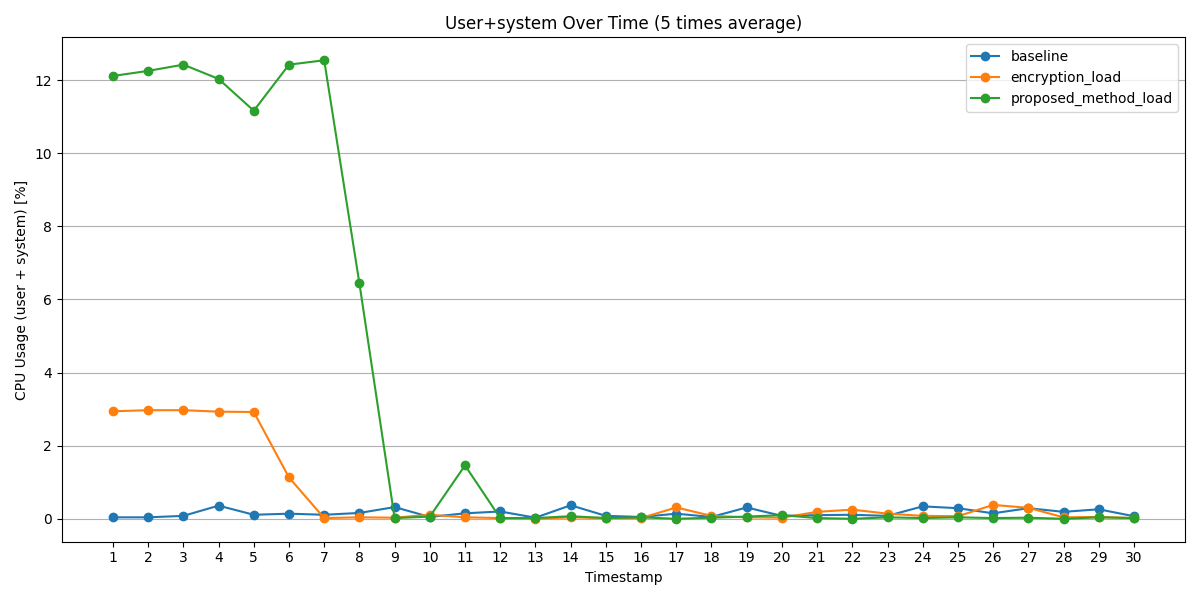 User+system Over Time (5 times average)
baseline
encryption_load
proposed_method_load
CPU Usage (user + system) [%]
12
10
8
6
4
2
0
1 2 3 4 5 6 7 8 9 10 11 12 13 14 15 16 17 18 19 20 21 22 23 24 25 26 27 28 29 30
Timestamp